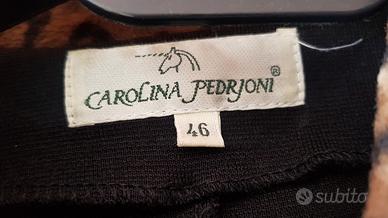 CAROLINA PEDRJONI ®
46
subito